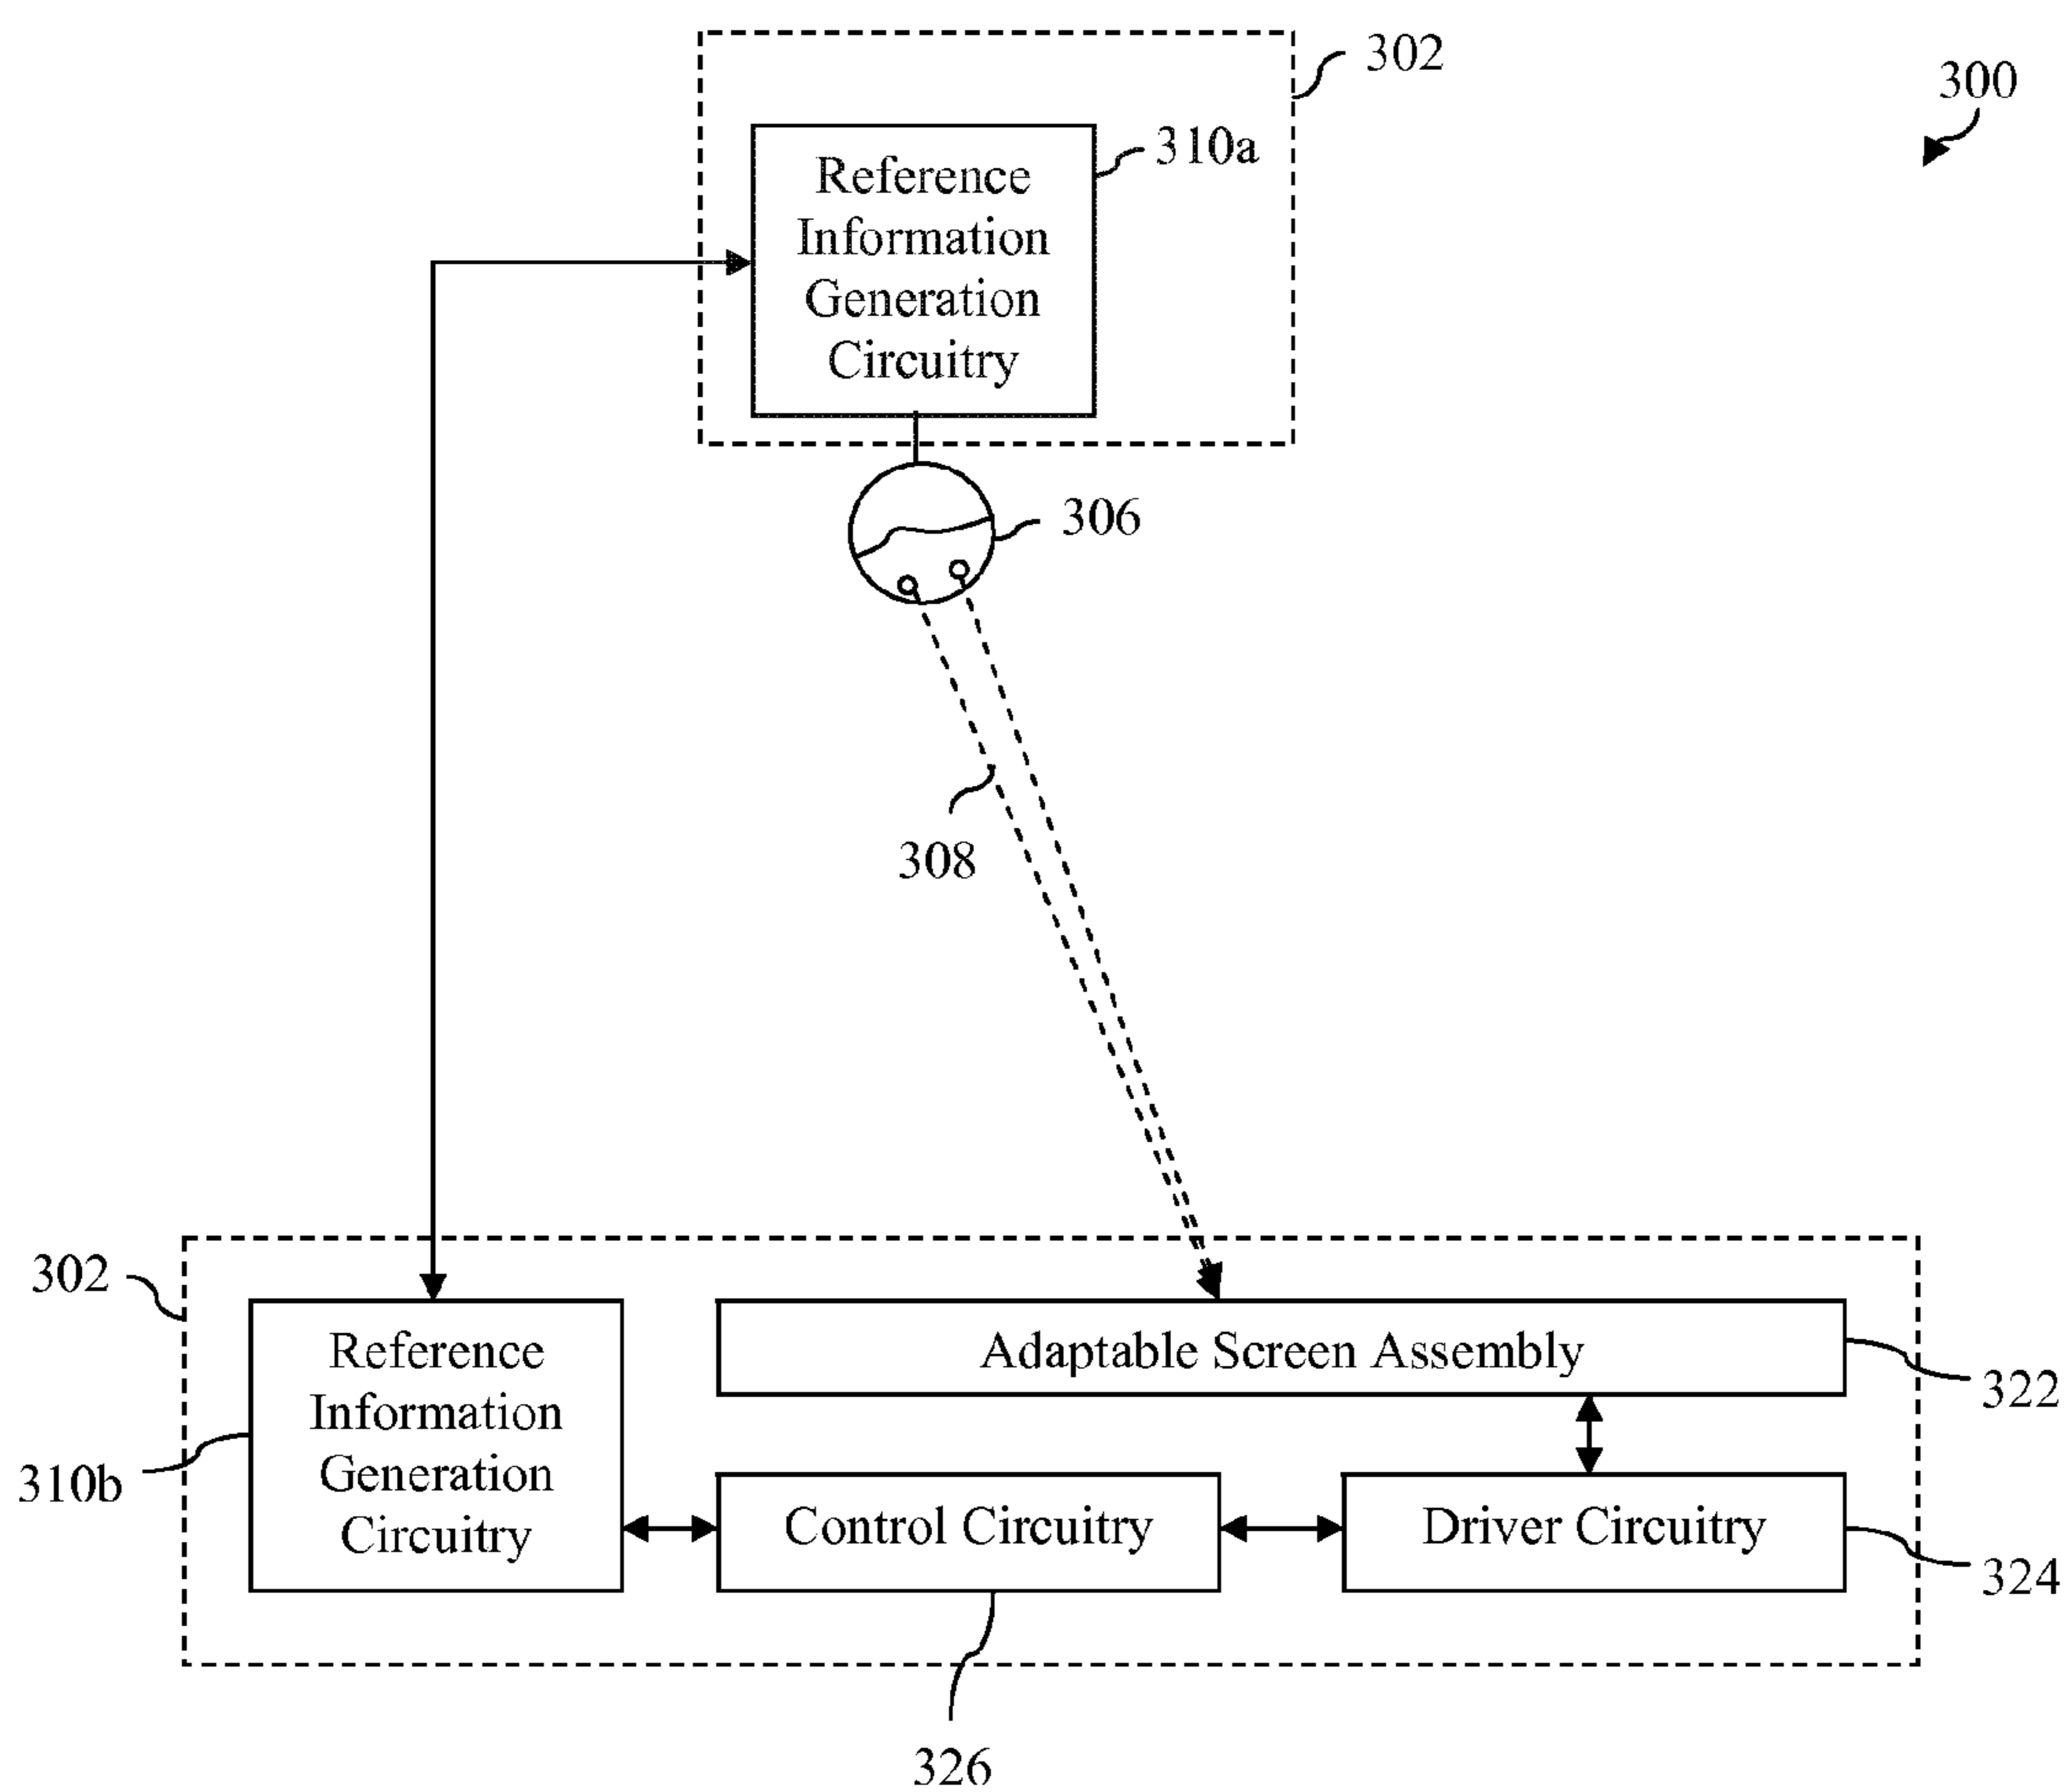 302
300
310a
Reference
Information
Generation
Circuitry
306
308
302
Reference
Information
Generation
Circuitry
310b
Adaptable Screen Assembly
322
Control Circuitry
Driver Circuitry
324
326